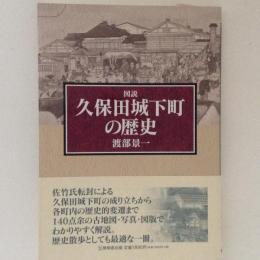 図説
久保田城下町
の歴史
渡部景一
佐竹氏転封による
久保田城下町の成り立ちから
各町内の歴史的変遷まで
140点余の古地図・写真・図版で
わかりやすく解説。
歴史散歩としても最適な一冊。